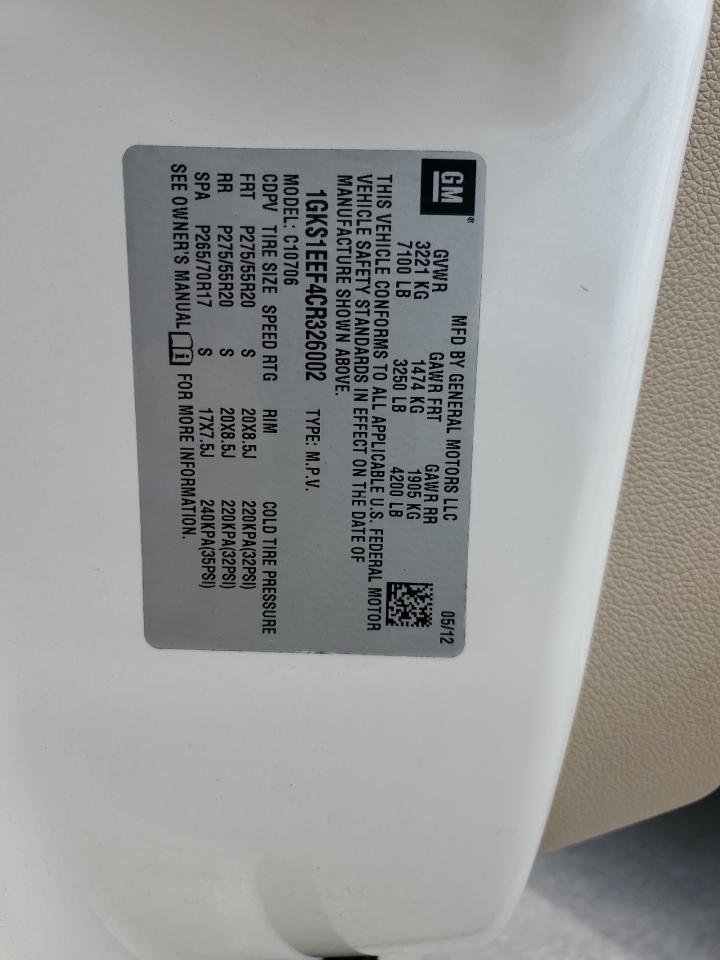 GM®
MFD BY GENERAL MOTORS LLC 05/12
GVWR GAWR FRT GAWR RR
3221 KG 1474 KG 1905 KG
7100 LB 3250 LB 4200 LB
THIS VEHICLE CONFORMS TO ALL APPLICABLE U.S. FEDERAL MOTOR
VEHICLE SAFETY STANDARDS IN EFFECT ON THE DATE OF
MANUFACTURE SHOWN ABOVE.
1GKS1EEF4CR326002 TYPE: M.P.V.
MODEL: C10706
CDPV TIRE SIZE SPEED RTG RIM COLD TIRE PRESSURE
FRT P275/55R20 S 20X8.5J 220KPA(32PSI)
RR P275/55R20 S 20X8.5J 220KPA(32PSI)
SPA P265/70R17 S 17X7.5J 240KPA(35PSI)
SEE OWNER'S MANUAL FOR MORE INFORMATION.